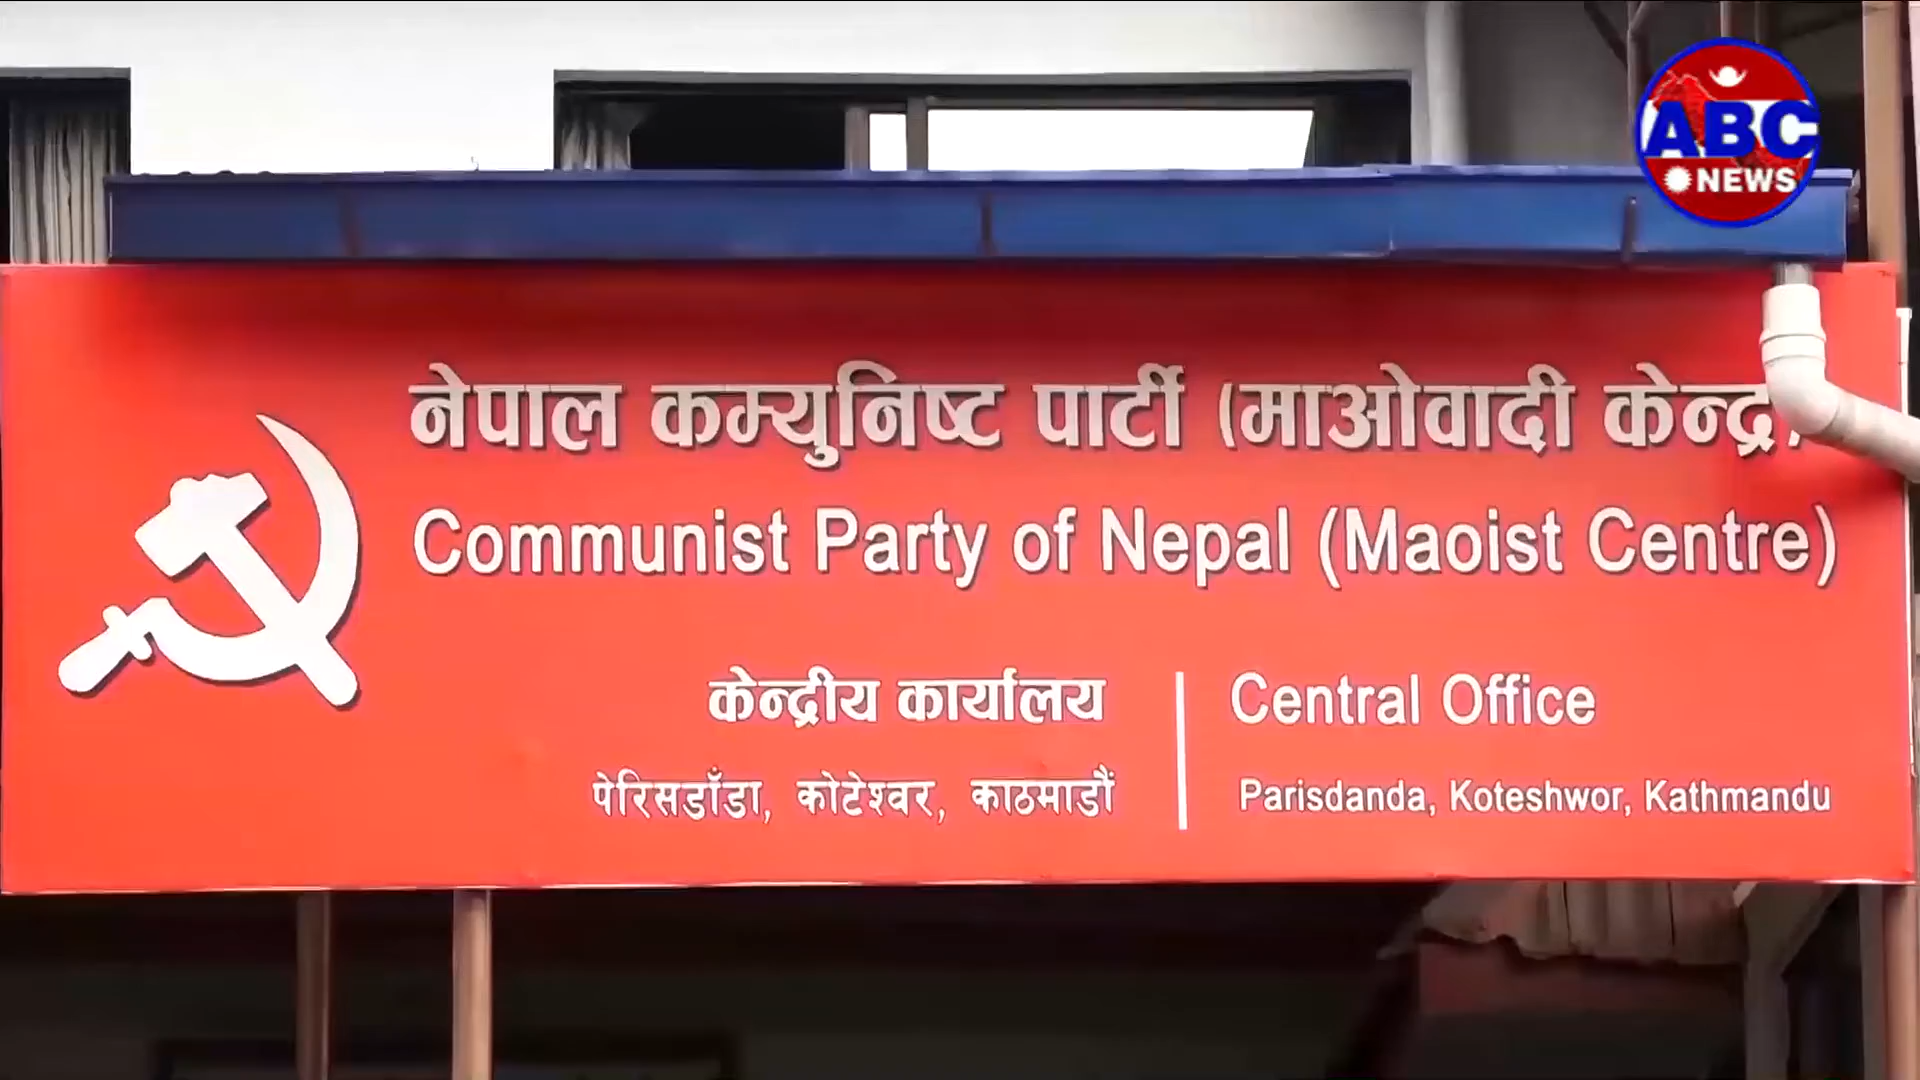 ABC
NEWS
नेपाल कम्युनिष्ट पार्टी (माओवादी केन्द्र)
Communist Party of Nepal (Maoist Centre)
केन्द्रीय कार्यालय
पेरिसडाँडा, कोटेश्वर, काठमाडौं
Central Office
Parisdanda, Koteshwor, Kathmandu